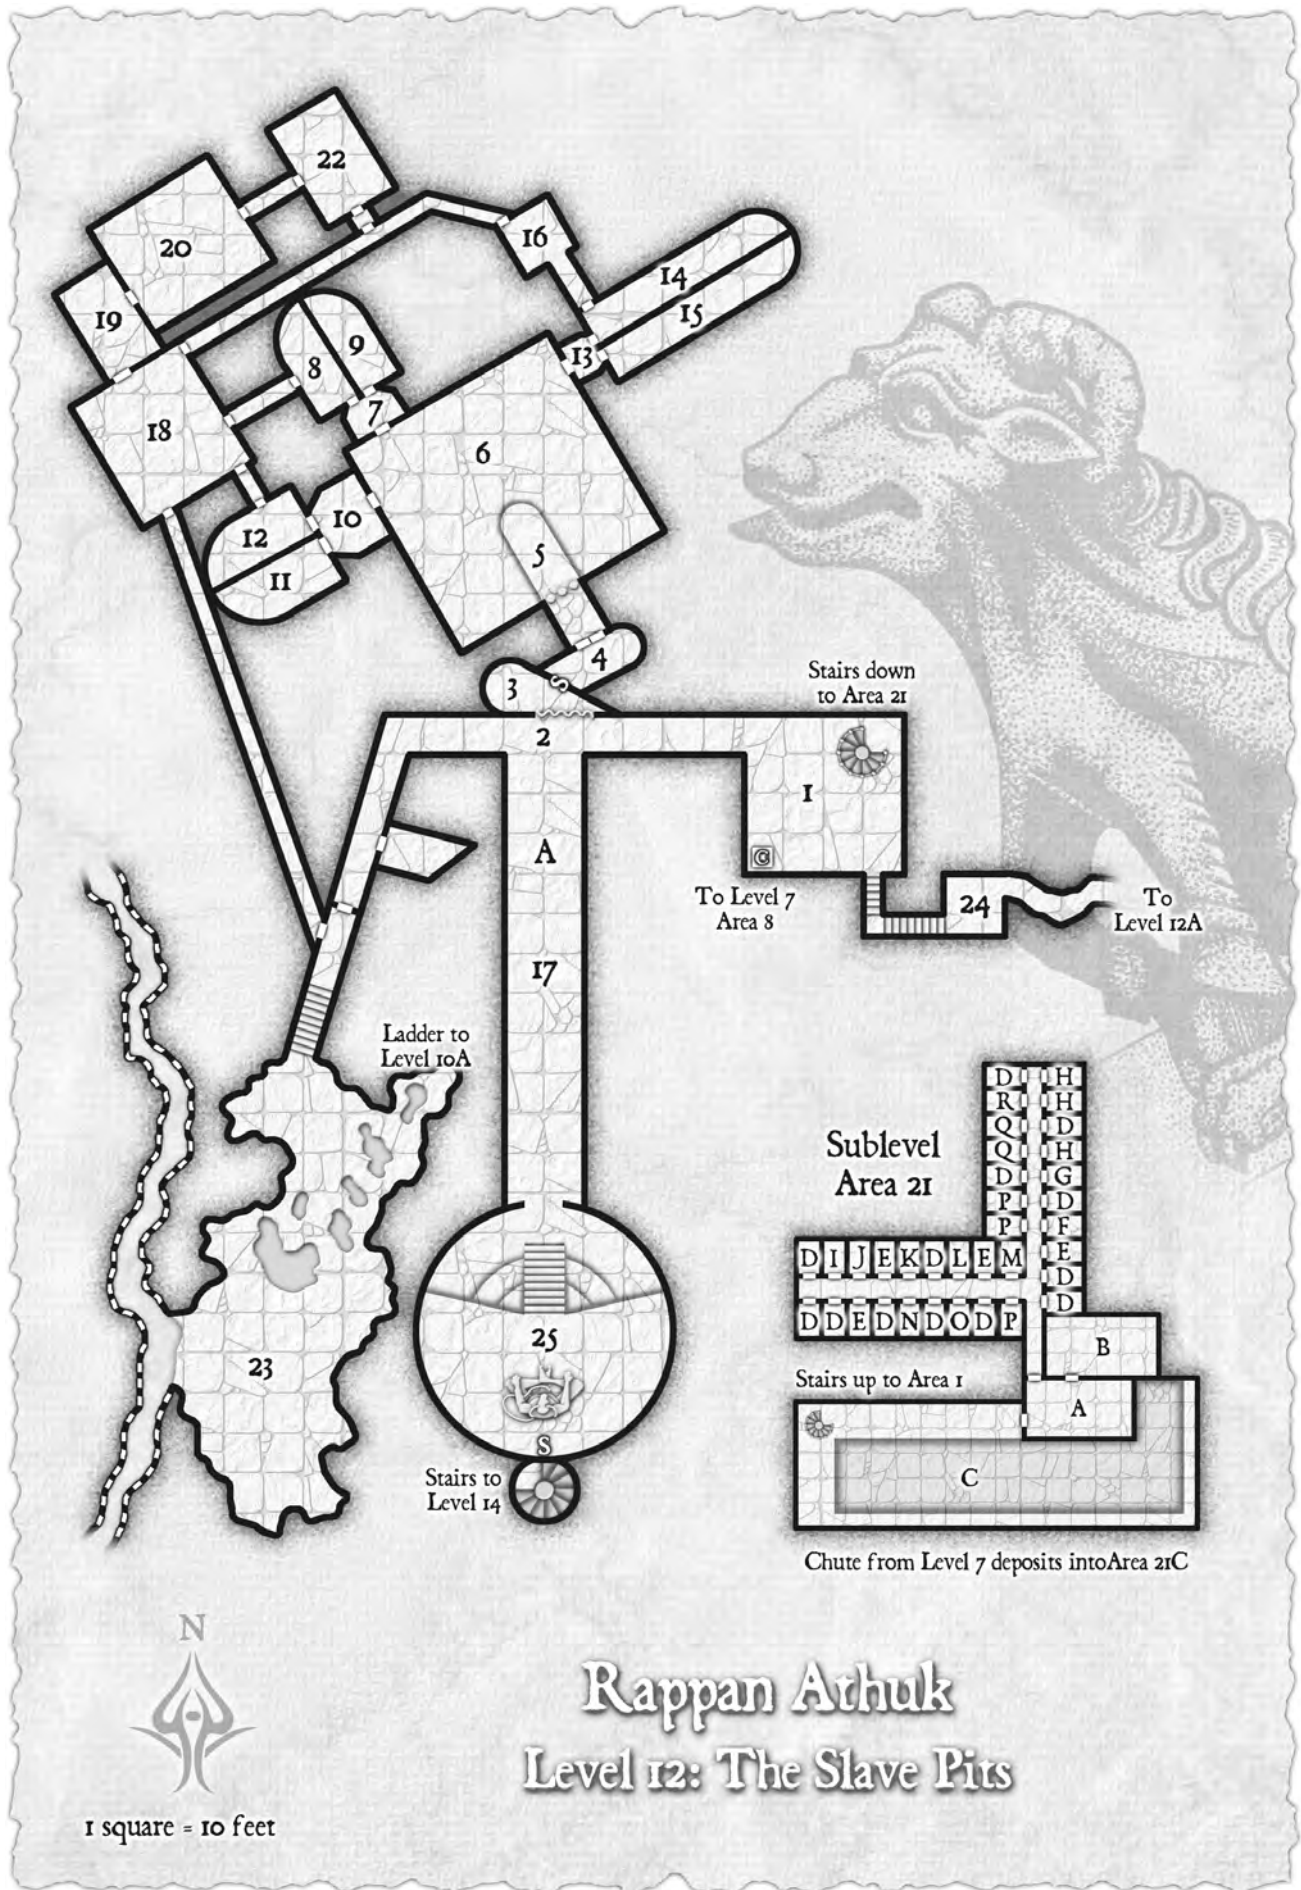 22
20
16
14
15
19
9
13
8
7
18
6
10
12
5
11
4
3
S
Stairs down
to Area 21
2
1
A
C
To Level 7
Area 8
24
To
Level 12A
17
Ladder to
Level 10A
Sublevel
Area 21
D H
R H
Q D
Q H
D G
P D
P F
E
D
D
D I J E K D L E M
D D E D N D O D P
B
Stairs up to Area 1
A
C
Chute from Level 7 deposits intoArea 21C
25
23
S
Stairs to
Level 14
N
1 square = 10 feet
Rappan Athuk
Level 12: The Slave Pits